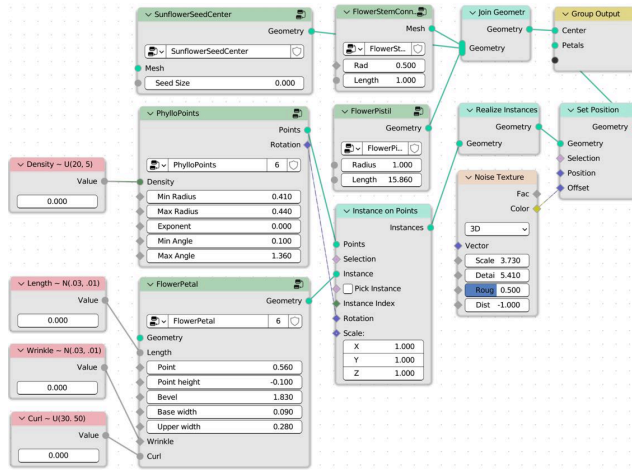 SunflowerSeedCenter
Geometry
SunflowerSeedCenter
Mesh
Seed Size 0.000
FlowerStemConn..
Mesh
FlowerSt...
Rad 0.500
Length 1.000
Join Geometr
Geometry
Geometry
Group Output
Center
Petals
PhylloPoints
Points
Rotation
PhylloPoints 6
Density
Min Radius 0.410
Max Radius 0.440
Exponent 0.000
Min Angle 0.100
Max Angle 1.360
FlowerPistil
Geometry
FlowerPi...
Radius 1.000
Length 15.860
Realize Instances
Geometry
Geometry
Set Position
Geometry
Geometry
Selection
Position
Offset
Density ~ U(20, 5)
Value
0.000
Noise Texture
Fac
Color
3D
Vector
Scale 3.730
Detai 5.410
Roug 0.500
Dist -1.000
Instance on Points
Instances
Points
Selection
Instance
Pick Instance
Instance Index
Rotation
Scale:
X 1.000
Y 1.000
Z 1.000
Length ~ N(.03, .01)
Value
0.000
FlowerPetal
Geometry
FlowerPetal 6
Geometry
Length
Point 0.560
Point height -0.100
Bevel 1.830
Base width 0.090
Upper width 0.280
Wrinkle
Curl
Wrinkle ~ N(.03, .01)
Value
0.000
Curl ~ U(30. 50)
Value
0.000